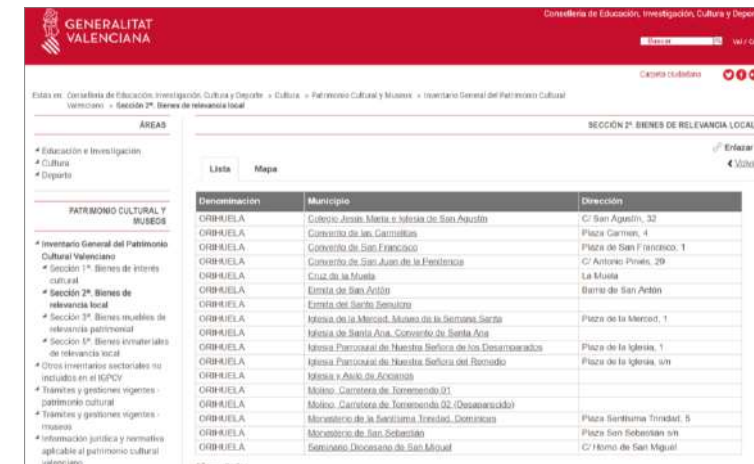 GENERALITAT
VALENCIANA
Conselleria de Educación, Investigación, Cultura y Depor
Buscar
Val / C
Carpeta ciudadana
Estás en: Conselleria de Educación, Investigación, Cultura y Deporte » Cultura » Patrimonio Cultural y Museos » Inventario General del Patrimonio Cultural
Valenciano » Sección 2ª. Bienes de relevancia local
ÁREAS
Educación e Investigación
Cultura
Deporte
PATRIMONIO CULTURAL Y
MUSEOS
Inventario General del Patrimonio
Cultural Valenciano
Sección 1ª. Bienes de interés
cultural
Sección 2ª. Bienes de
relevancia local
Sección 3ª. Bienes muebles de
relevancia patrimonial
Sección 5ª. Bienes inmateriales
de relevancia local
Otros inventarios sectoriales no
incluidos en el IGPCV
Trámites y gestiones vigentes -
patrimonio cultural
Trámites y gestiones vigentes -
museos
Información jurídica y normativa
aplicable al patrimonio cultural
valenciano
SECCIÓN 2ª. BIENES DE RELEVANCIA LOCAL
Enlazar
Volve
Lista Mapa
Denominación Municipio Dirección
ORIHUELA Colegio Jesús María e Iglesia de San Agustín C/ San Agustín, 32
ORIHUELA Convento de las Carmelitas Plaza Carmen, 4
ORIHUELA Convento de San Francisco Plaza de San Francisco, 1
ORIHUELA Convento de San Juan de la Penitencia C/ Antonio Pinies, 29
ORIHUELA Cruz de la Muela La Muela
ORIHUELA Ermita de San Antón Barrio de San Antón
ORIHUELA Ermita del Santo Sepulcro
ORIHUELA Iglesia de la Merced. Museo de la Semana Santa Plaza de la Merced, 1
ORIHUELA Iglesia de Santa Ana. Convento de Santa Ana
ORIHUELA Iglesia Parroquial de Nuestra Señora de los Desamparados Plaza de la Iglesia, 1
ORIHUELA Iglesia Parroquial de Nuestra Señora del Remedio Plaza de la Iglesia, s/n
ORIHUELA Iglesia y Asilo de Ancianos
ORIHUELA Molino. Carretera de Torremendo 01
ORIHUELA Molino. Carretera de Torremendo 02 (Desaparecido)
ORIHUELA Monasterio de la Santísima Trinidad. Dominicas Plaza Santísima Trinidad, 5
ORIHUELA Monasterio de San Sebastián Plaza San Sebastián s/n
ORIHUELA Seminario Diocesano de San Miguel C/ Horno de San Miguel